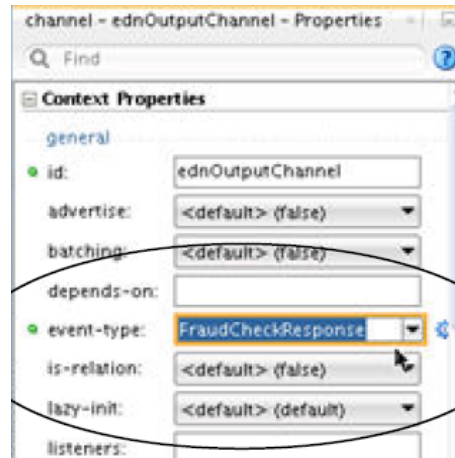 channel - ednOutputChannel - Properties
Find
Context Properties
general
id: ednOutputChannel
advertise: <default> (false)
batching: <default> (false)
depends-on:
event-type: FraudCheckResponse
is-relation: <default> (false)
lazy-init: <default> (default)
listeners: